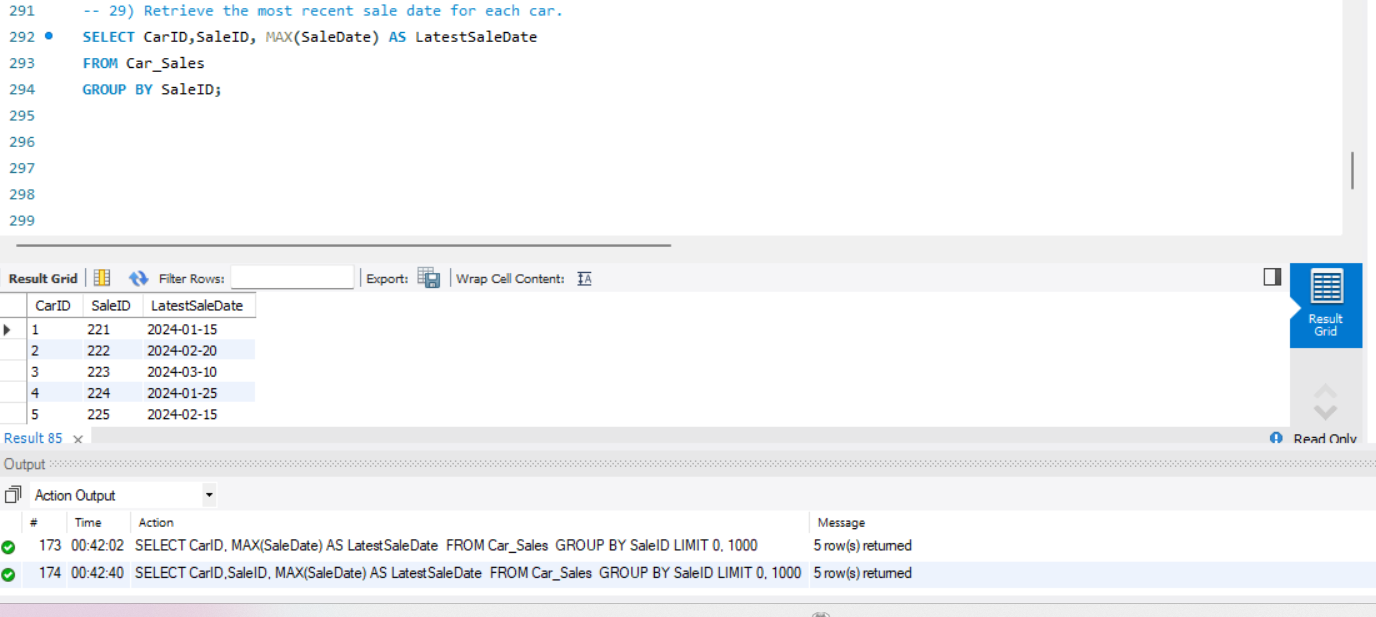 291 -- 29) Retrieve the most recent sale date for each car.
292 SELECT CarID,SaleID, MAX(SaleDate) AS LatestSaleDate
293 FROM Car_Sales
294 GROUP BY SaleID;
295
296
297
298
299
Result Grid Filter Rows: Export: Wrap Cell Content: IA
CarID SaleID LatestSaleDate
1 221 2024-01-15
2 222 2024-02-20
3 223 2024-03-10
4 224 2024-01-25
5 225 2024-02-15
Result
Grid
Result 85 x Read Only
Output
Action Output
# Time Action Message
173 00:42:02 SELECT CarID, MAX(SaleDate) AS LatestSaleDate FROM Car_Sales GROUP BY SaleID LIMIT 0, 1000 5 row(s) returned
174 00:42:40 SELECT CarID,SaleID, MAX(SaleDate) AS LatestSaleDate FROM Car_Sales GROUP BY SaleID LIMIT 0, 1000 5 row(s) returned